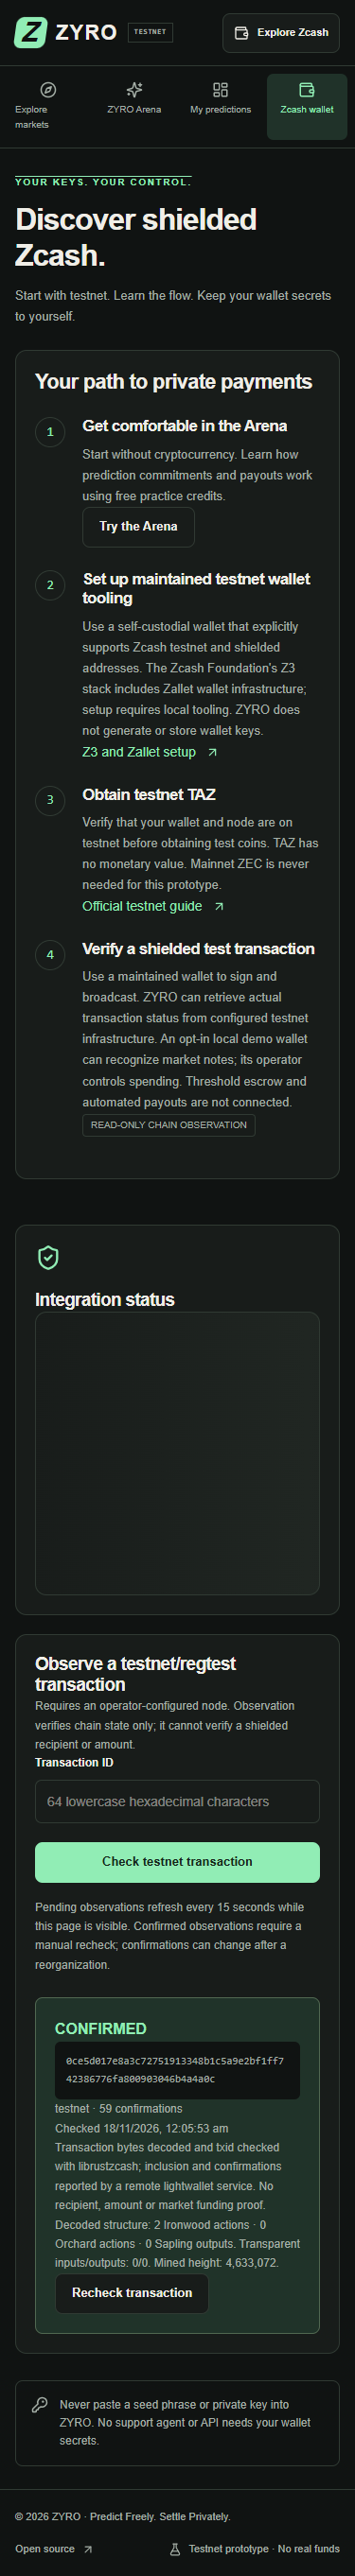 ZYRO TESTNET
Explore Zcash
Explore
markets
ZYRO Arena
My predictions
Zcash wallet
YOUR KEYS. YOUR CONTROL.
Discover shielded
Zcash.
Start with testnet. Learn the flow. Keep your wallet secrets
to yourself.
Your path to private payments
1
Get comfortable in the Arena
Start without cryptocurrency. Learn how
prediction commitments and payouts work
using free practice credits.
Try the Arena
2
Set up maintained testnet wallet
tooling
Use a self-custodial wallet that explicitly
supports Zcash testnet and shielded
addresses. The Zcash Foundation's Z3
stack includes Zallet wallet infrastructure;
setup requires local tooling. ZYRO does
not generate or store wallet keys.
Z3 and Zallet setup
3
Obtain testnet TAZ
Verify that your wallet and node are on
testnet before obtaining test coins. TAZ has
no monetary value. Mainnet ZEC is never
needed for this prototype.
Official testnet guide
4
Verify a shielded test transaction
Use a maintained wallet to sign and
broadcast. ZYRO can retrieve actual
transaction status from configured testnet
infrastructure. An opt-in local demo wallet
can recognize market notes; its operator
controls spending. Threshold escrow and
automated payouts are not connected.
READ-ONLY CHAIN OBSERVATION
Integration status
Observe a testnet/regtest
transaction
Requires an operator-configured node. Observation
verifies chain state only; it cannot verify a shielded
recipient or amount.
Transaction ID
64 lowercase hexadecimal characters
Check testnet transaction
Pending observations refresh every 15 seconds while
this page is visible. Confirmed observations require a
manual recheck; confirmations can change after a
reorganization.
CONFIRMED
0ce5d017e8a3c72751913348b1c5a9e2bf1ff7
42386776fa800903046b4a4a0c
testnet · 59 confirmations
Checked 18/11/2026, 12:05:53 am
Transaction bytes decoded and txid checked
with librustzcash; inclusion and confirmations
reported by a remote lightwallet service. No
recipient, amount or market funding proof.
Decoded structure: 2 Ironwood actions · 0
Orchard actions · 0 Sapling outputs. Transparent
inputs/outputs: 0/0. Mined height: 4,633,072.
Recheck transaction
Never paste a seed phrase or private key into
ZYRO. No support agent or API needs your wallet
secrets.
© 2026 ZYRO · Predict Freely. Settle Privately.
Open source
Testnet prototype · No real funds